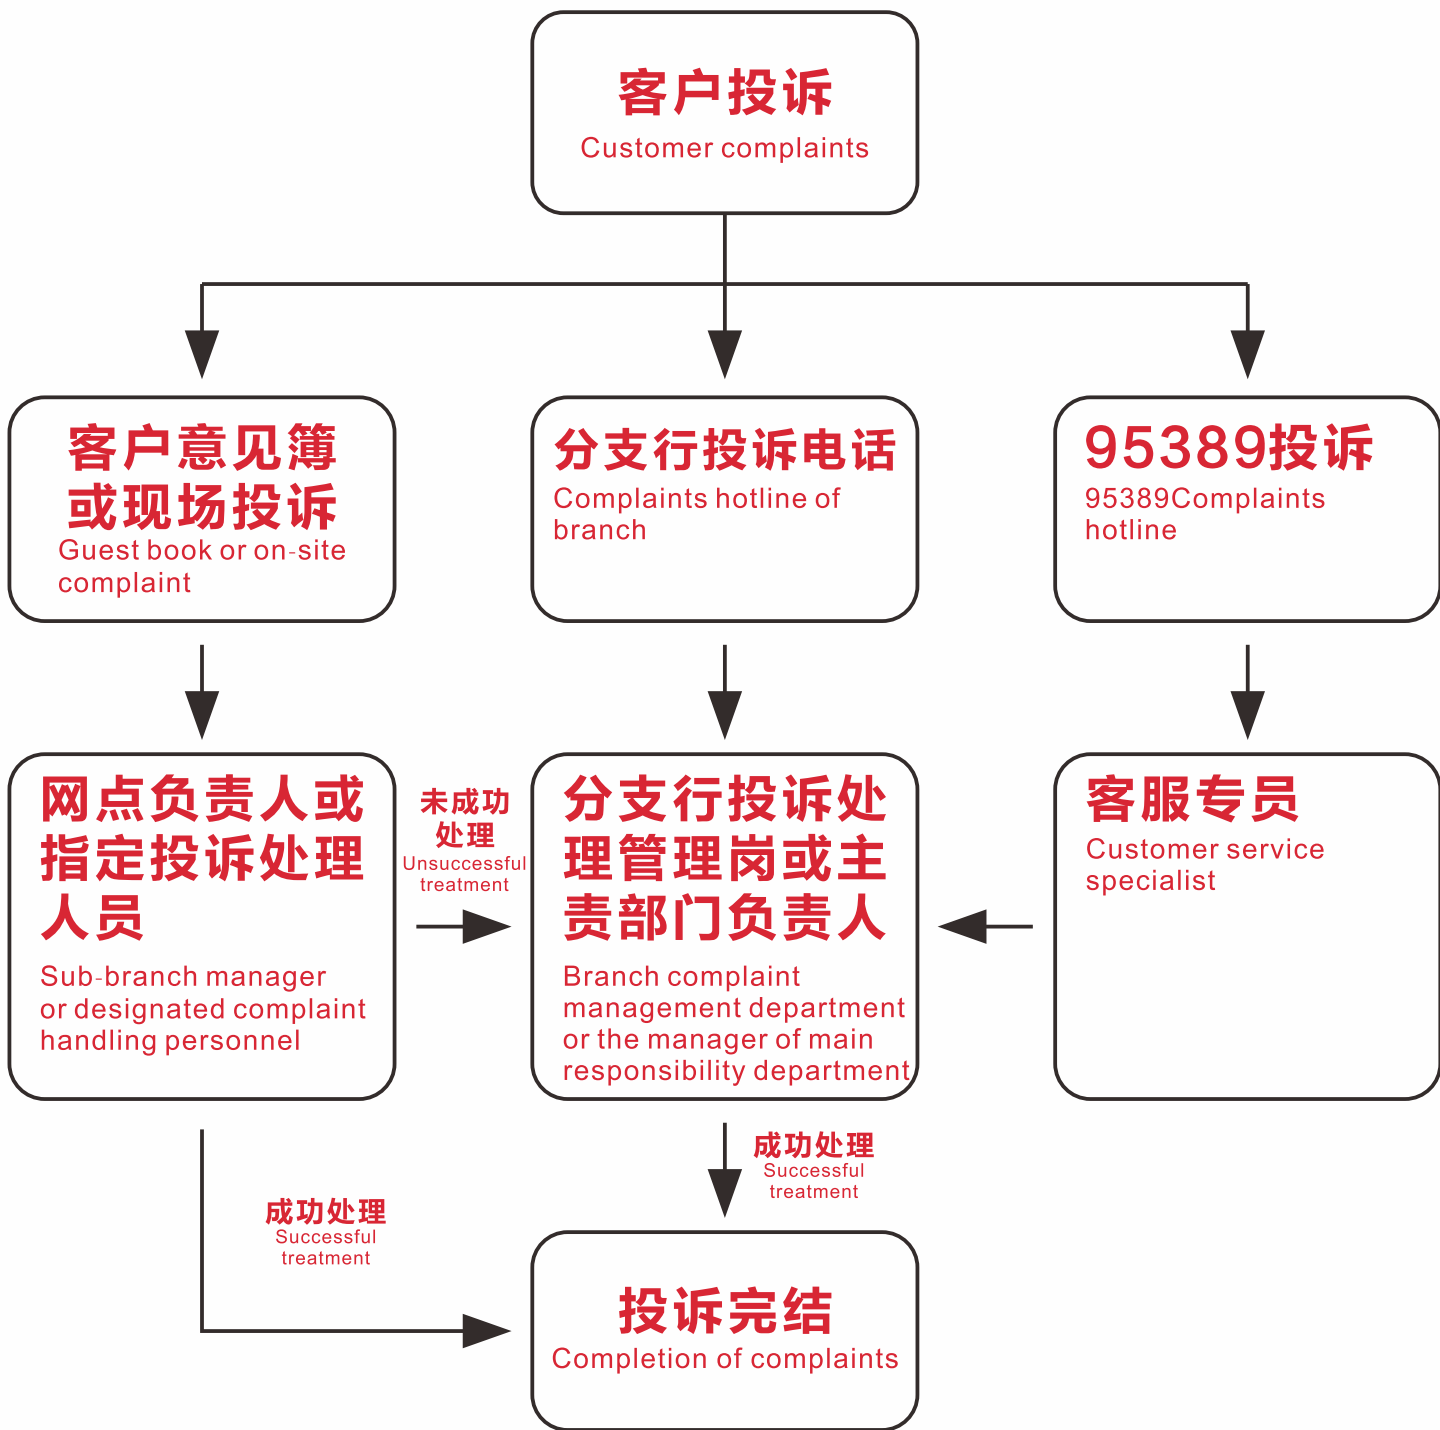 客户投诉
Customer complaints
客户意见簿
或现场投诉
Guest book or on-site
complaint
分支行投诉电话
Complaints hotline of
branch
95389投诉
95389Complaints
hotline
网点负责人或
指定投诉处理
人员
Sub-branch manager
or designated complaint
handling personnel
未成功
处理
Unsuccessful
treatment
分支行投诉处
理管理岗或主
责部门负责人
Branch complaint
management department
or the manager of main
responsibility department
客服专员
Customer service
specialist
成功处理
Successful
treatment
成功处理
Successful
treatment
投诉完结
Completion of complaints